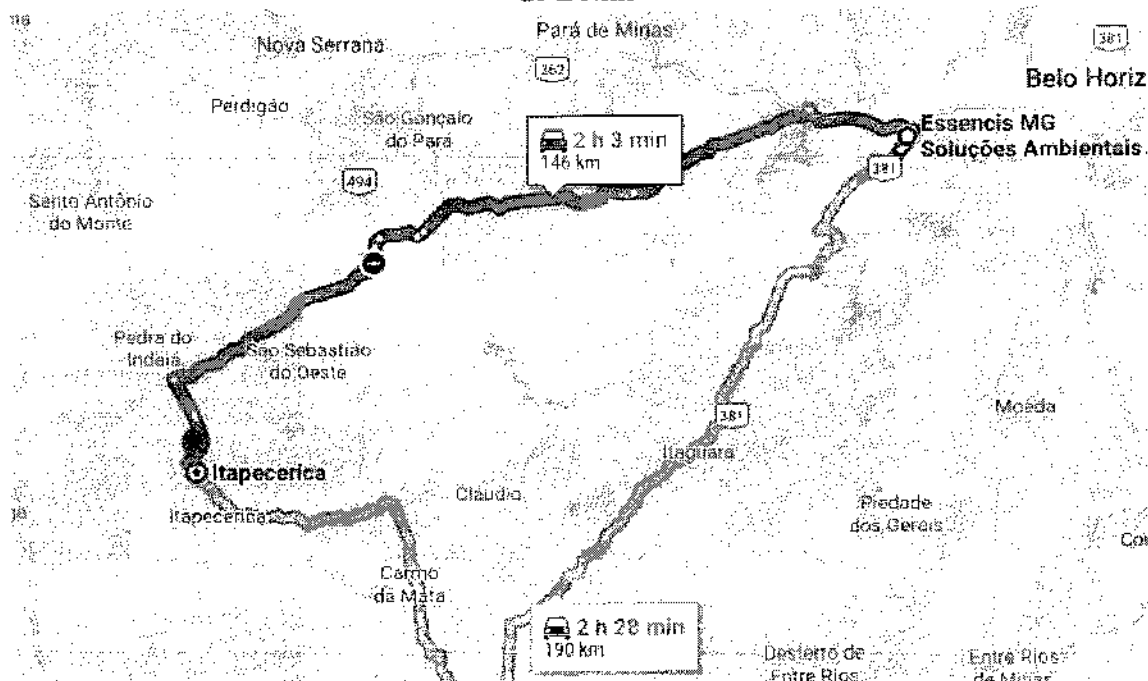 Pará de Minas
Nova Serrana
381
262
Belo Horiz
Perdigão
São Gonçalo
do Pará
2 h 3 min
146 km
Essencis MG
Soluções Ambientais
381
494
Santo Antônio
do Monte
Pedra do
Indaiá
São Sebastião
do Oeste
381
Moeda
Itaguara
Itapecerica
Cláudio
Itapecerica
Piedade
dos Gerais
Carmo
da Mata
2 h 28 min
190 km
Desterro de
Entre Rios
Entre Rios
de Minas